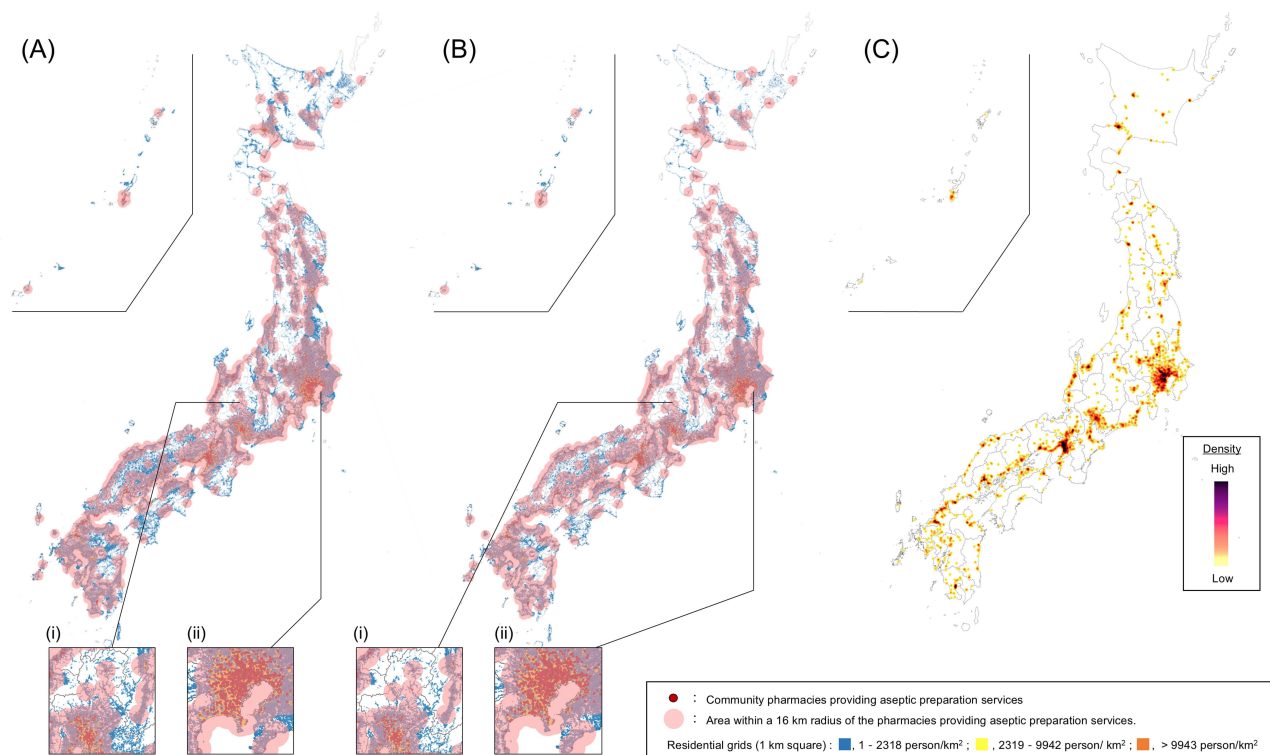 (A)
(B)
(C)
(i)
(ii)
(i)
(ii)
Density
High
Low
: Community pharmacies providing aseptic preparation services
: Area within a 16 km radius of the pharmacies providing aseptic preparation services.
Residential grids (1 km square) : , 1 - 2318 person/km² ; , 2319 - 9942 person/ km² ; , > 9943 person/km²